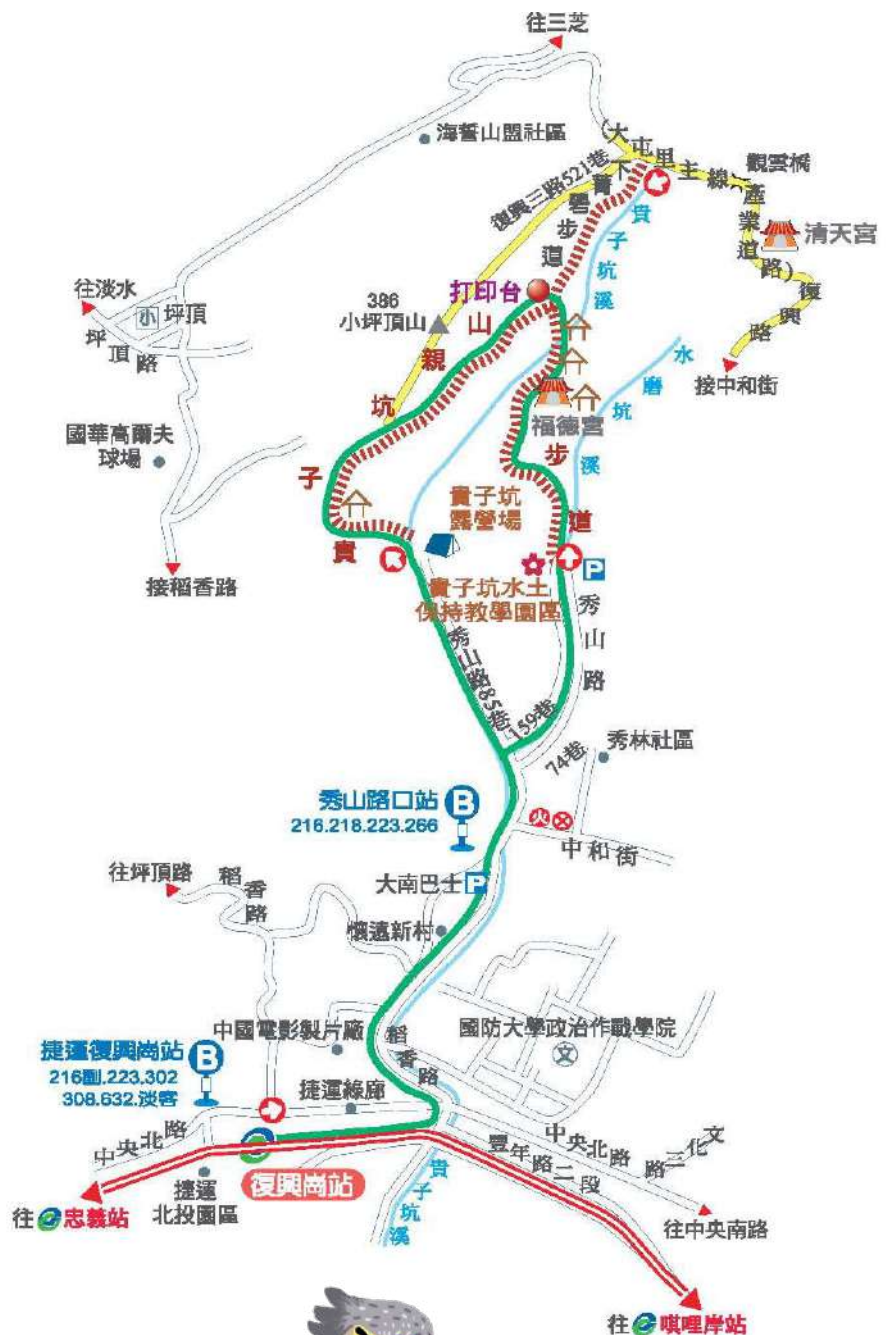 往三芝
海誓山盟社區
(大屯里主線產業道路)復興路
觀雲橋
清天宮
復興三路521巷
下青礐步道
貴子坑溪
往淡水
小 坪頂
坪頂路
打印台
386
小坪頂山
水磨坑溪
接中和街
國華高爾夫
球場
福德宮
貴子坑親山步道
貴子坑
露營場
接稻香路
貴子坑水土
保持教學園區
P
秀山路
秀山路85巷
159巷
74巷
秀林社區
秀山路口站
216.218.223.266
B
火
中和街
往坪頂路
稻香路
大南巴士 P
懷遠新村
中國電影製片廠
稻香路
國防大學政治作戰學院
文
捷運復興崗站
216副.223.302
308.632.淡客
B
捷運綠廊
中央北路
中央北路
文化三路
豐年路二段
復興崗站
捷運
北投園區
貴子坑溪
往忠義站
往中央南路
往唭哩岸站